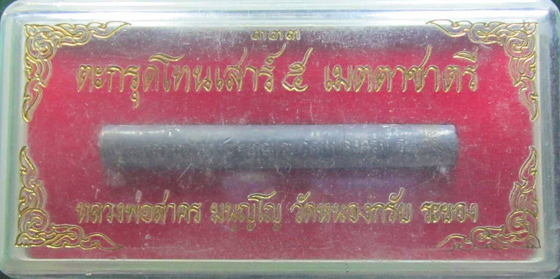 ๓๓๓
ตะกรุดโทนเสาร์ ๕ เมตตาชาตรี
หลวงพ่อสาคร มนุญโญ วัดหนองกรับ ระยอง